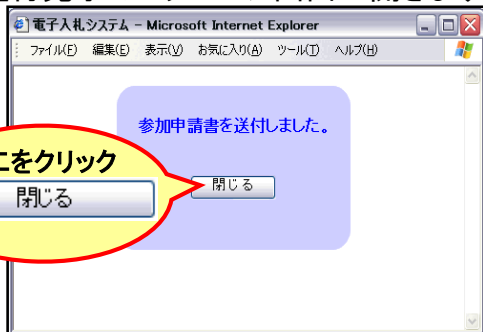 電子入札システム - Microsoft Internet Explorer
ファイル(F) 編集(E) 表示(V) お気に入り(A) ツール(T) ヘルプ(H)
参加申請書を送付しました。
閉じる
こをクリック
閉じる